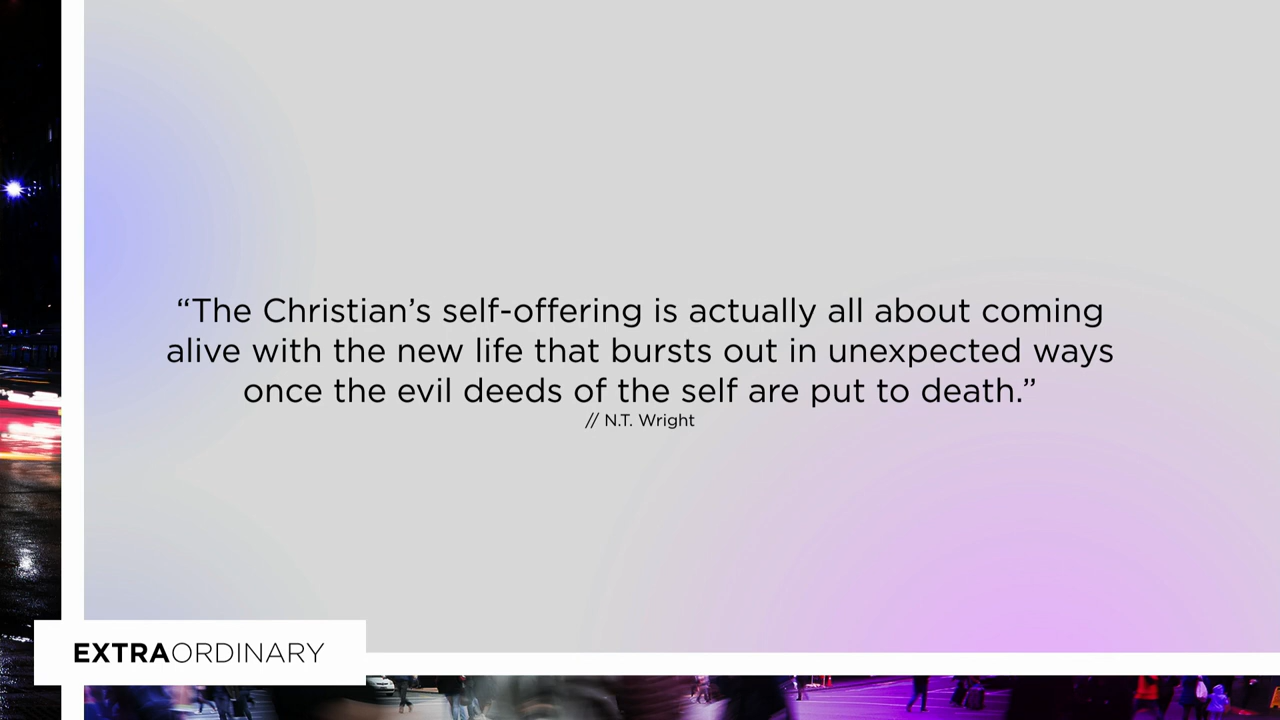 “The Christian’s self-offering is actually all about coming
alive with the new life that bursts out in unexpected ways
once the evil deeds of the self are put to death.”
// N.T. Wright
EXTRAORDINARY